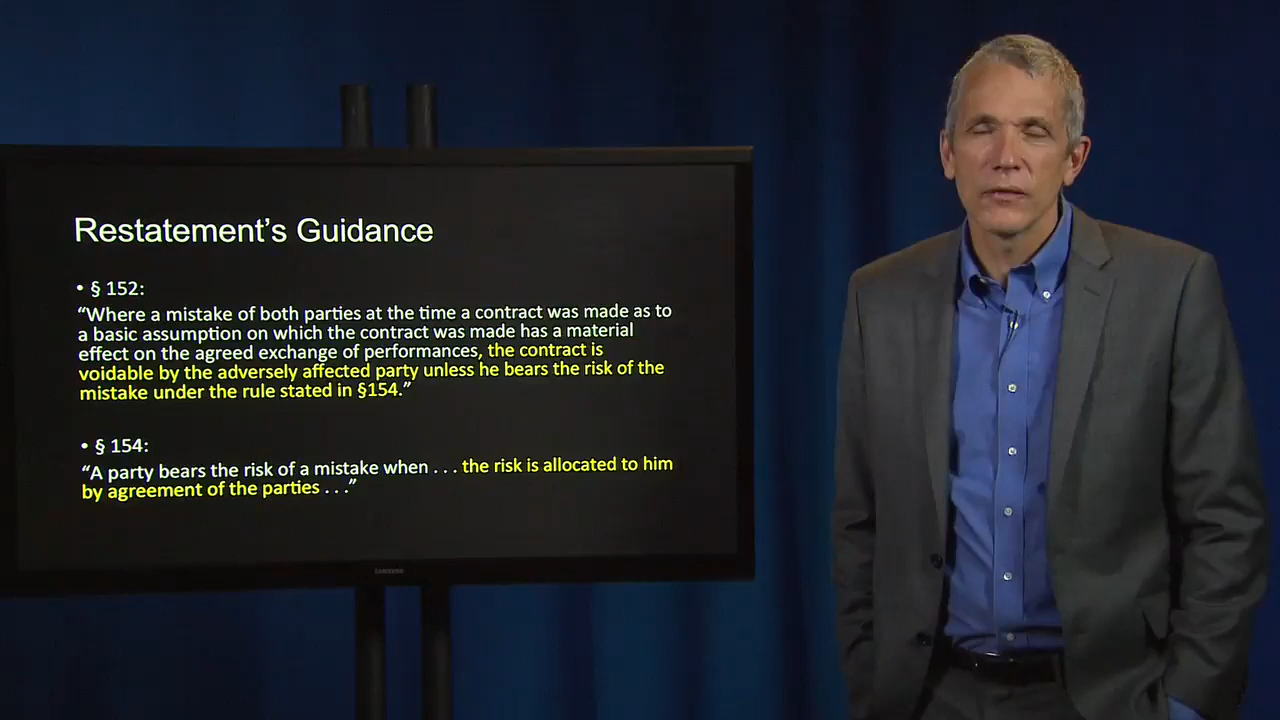 Restatement's Guidance
• § 152:
“Where a mistake of both parties at the time a contract was made as to
a basic assumption on which the contract was made has a material
effect on the agreed exchange of performances, the contract is
voidable by the adversely affected party unless he bears the risk of the
mistake under the rule stated in §154.”
• § 154:
“A party bears the risk of a mistake when . . . the risk is allocated to him
by agreement of the parties . . .”
SAMSUNG